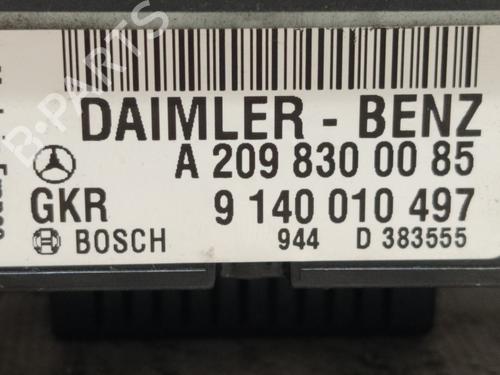 DAIMLER - BENZ
A 209 830 00 85
GKR 9 140 010 497
BOSCH 944 D 383555
B-PARTS